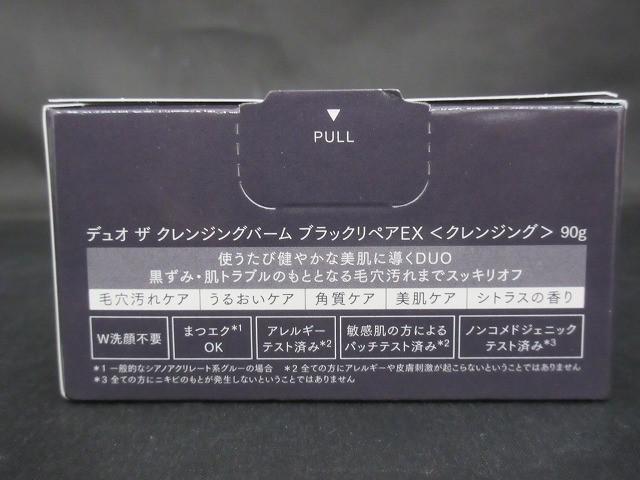 ▼
PULL
デュオ ザ クレンジングバーム ブラックリペアEX <クレンジング> 90g
使うたび健やかな美肌に導くDUO
黒ずみ・肌トラブルのもととなる毛穴汚れまでスッキリオフ
毛穴汚れケア うるおいケア 角質ケア 美肌ケア シトラスの香り
W洗顔不要 まつエク*1 OK アレルギー テスト済み*2 敏感肌の方による パッチテスト済み*2 ノンコメドジェニック テスト済み*3
*1 一般的なシアノアクリレート系グルーの場合 *2 全ての方にアレルギーや皮膚刺激が起こらないということではありません
*3 全ての方にニキビのもとが発生しないということではありません